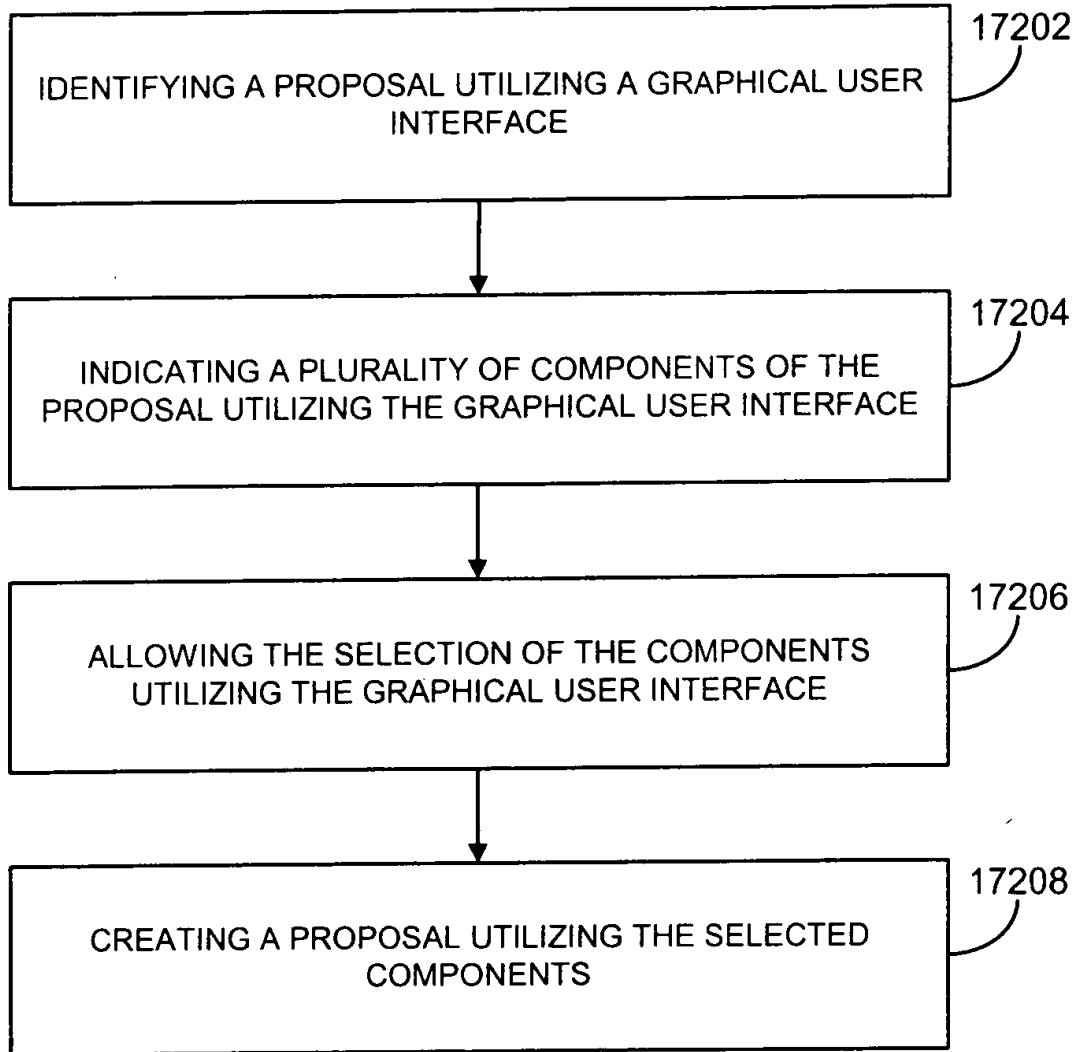 17202
IDENTIFYING A PROPOSAL UTILIZING A GRAPHICAL USER
INTERFACE
17204
INDICATING A PLURALITY OF COMPONENTS OF THE
PROPOSAL UTILIZING THE GRAPHICAL USER INTERFACE
17206
ALLOWING THE SELECTION OF THE COMPONENTS
UTILIZING THE GRAPHICAL USER INTERFACE
17208
CREATING A PROPOSAL UTILIZING THE SELECTED
COMPONENTS